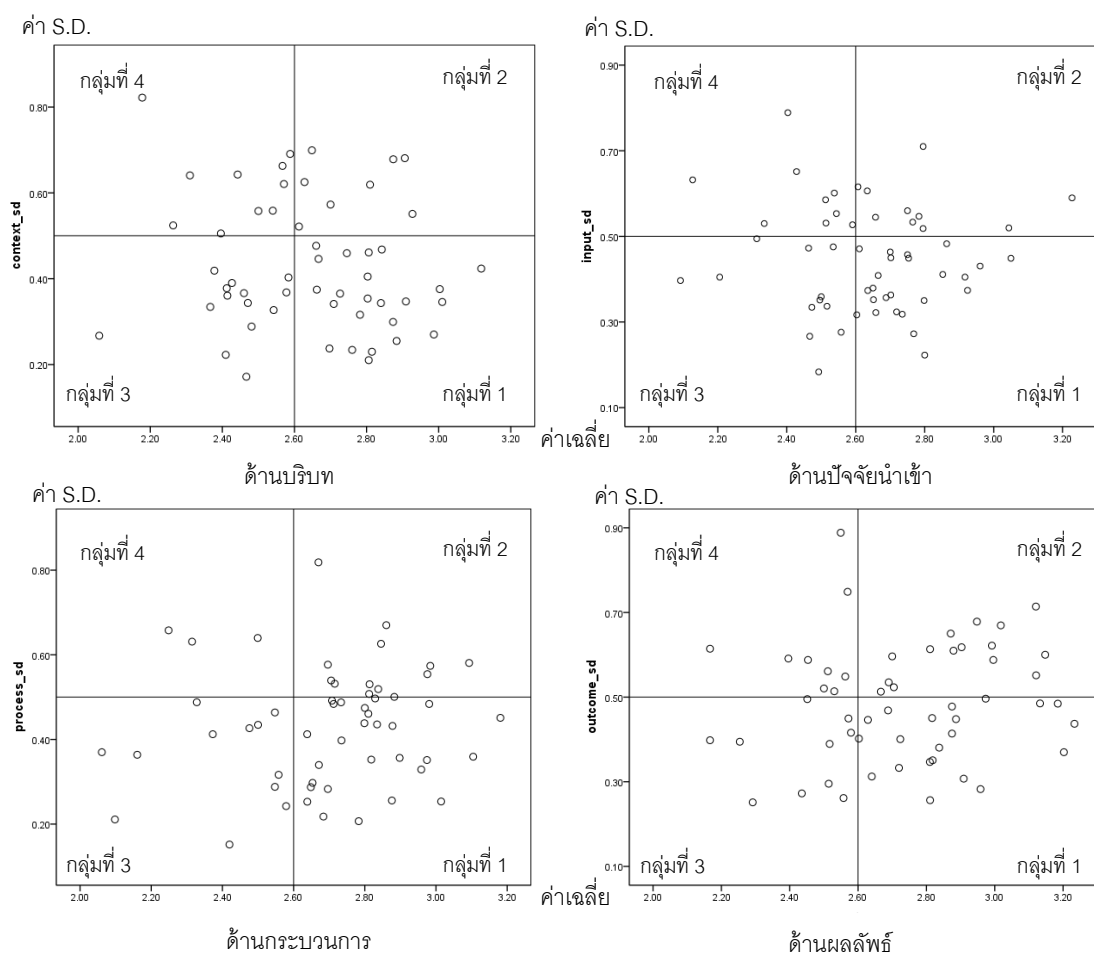 ค่า S.D.
กลุ่มที่ 4
กลุ่มที่ 2
0.80
0.60
context_sd
0.40
0.20
กลุ่มที่ 3
กลุ่มที่ 1
2.00 2.20 2.40 2.60 2.80 3.00 3.20
ค่าเฉลี่ย
ด้านบริบท
ค่า S.D.
0.90
กลุ่มที่ 4
กลุ่มที่ 2
0.70
input_sd
0.50
0.30
กลุ่มที่ 3
กลุ่มที่ 1
0.10
2.00 2.20 2.40 2.60 2.80 3.00 3.20
ด้านปัจจัยนำเข้า
ค่า S.D.
กลุ่มที่ 4
กลุ่มที่ 2
0.80
0.60
process_sd
0.40
0.20
กลุ่มที่ 3
กลุ่มที่ 1
2.00 2.20 2.40 2.60 2.80 3.00 3.20
ค่าเฉลี่ย
ด้านกระบวนการ
ค่า S.D.
0.90
กลุ่มที่ 4
กลุ่มที่ 2
0.70
outcome_sd
0.50
0.30
กลุ่มที่ 3
กลุ่มที่ 1
0.10
2.00 2.20 2.40 2.60 2.80 3.00 3.20
ด้านผลลัพธ์